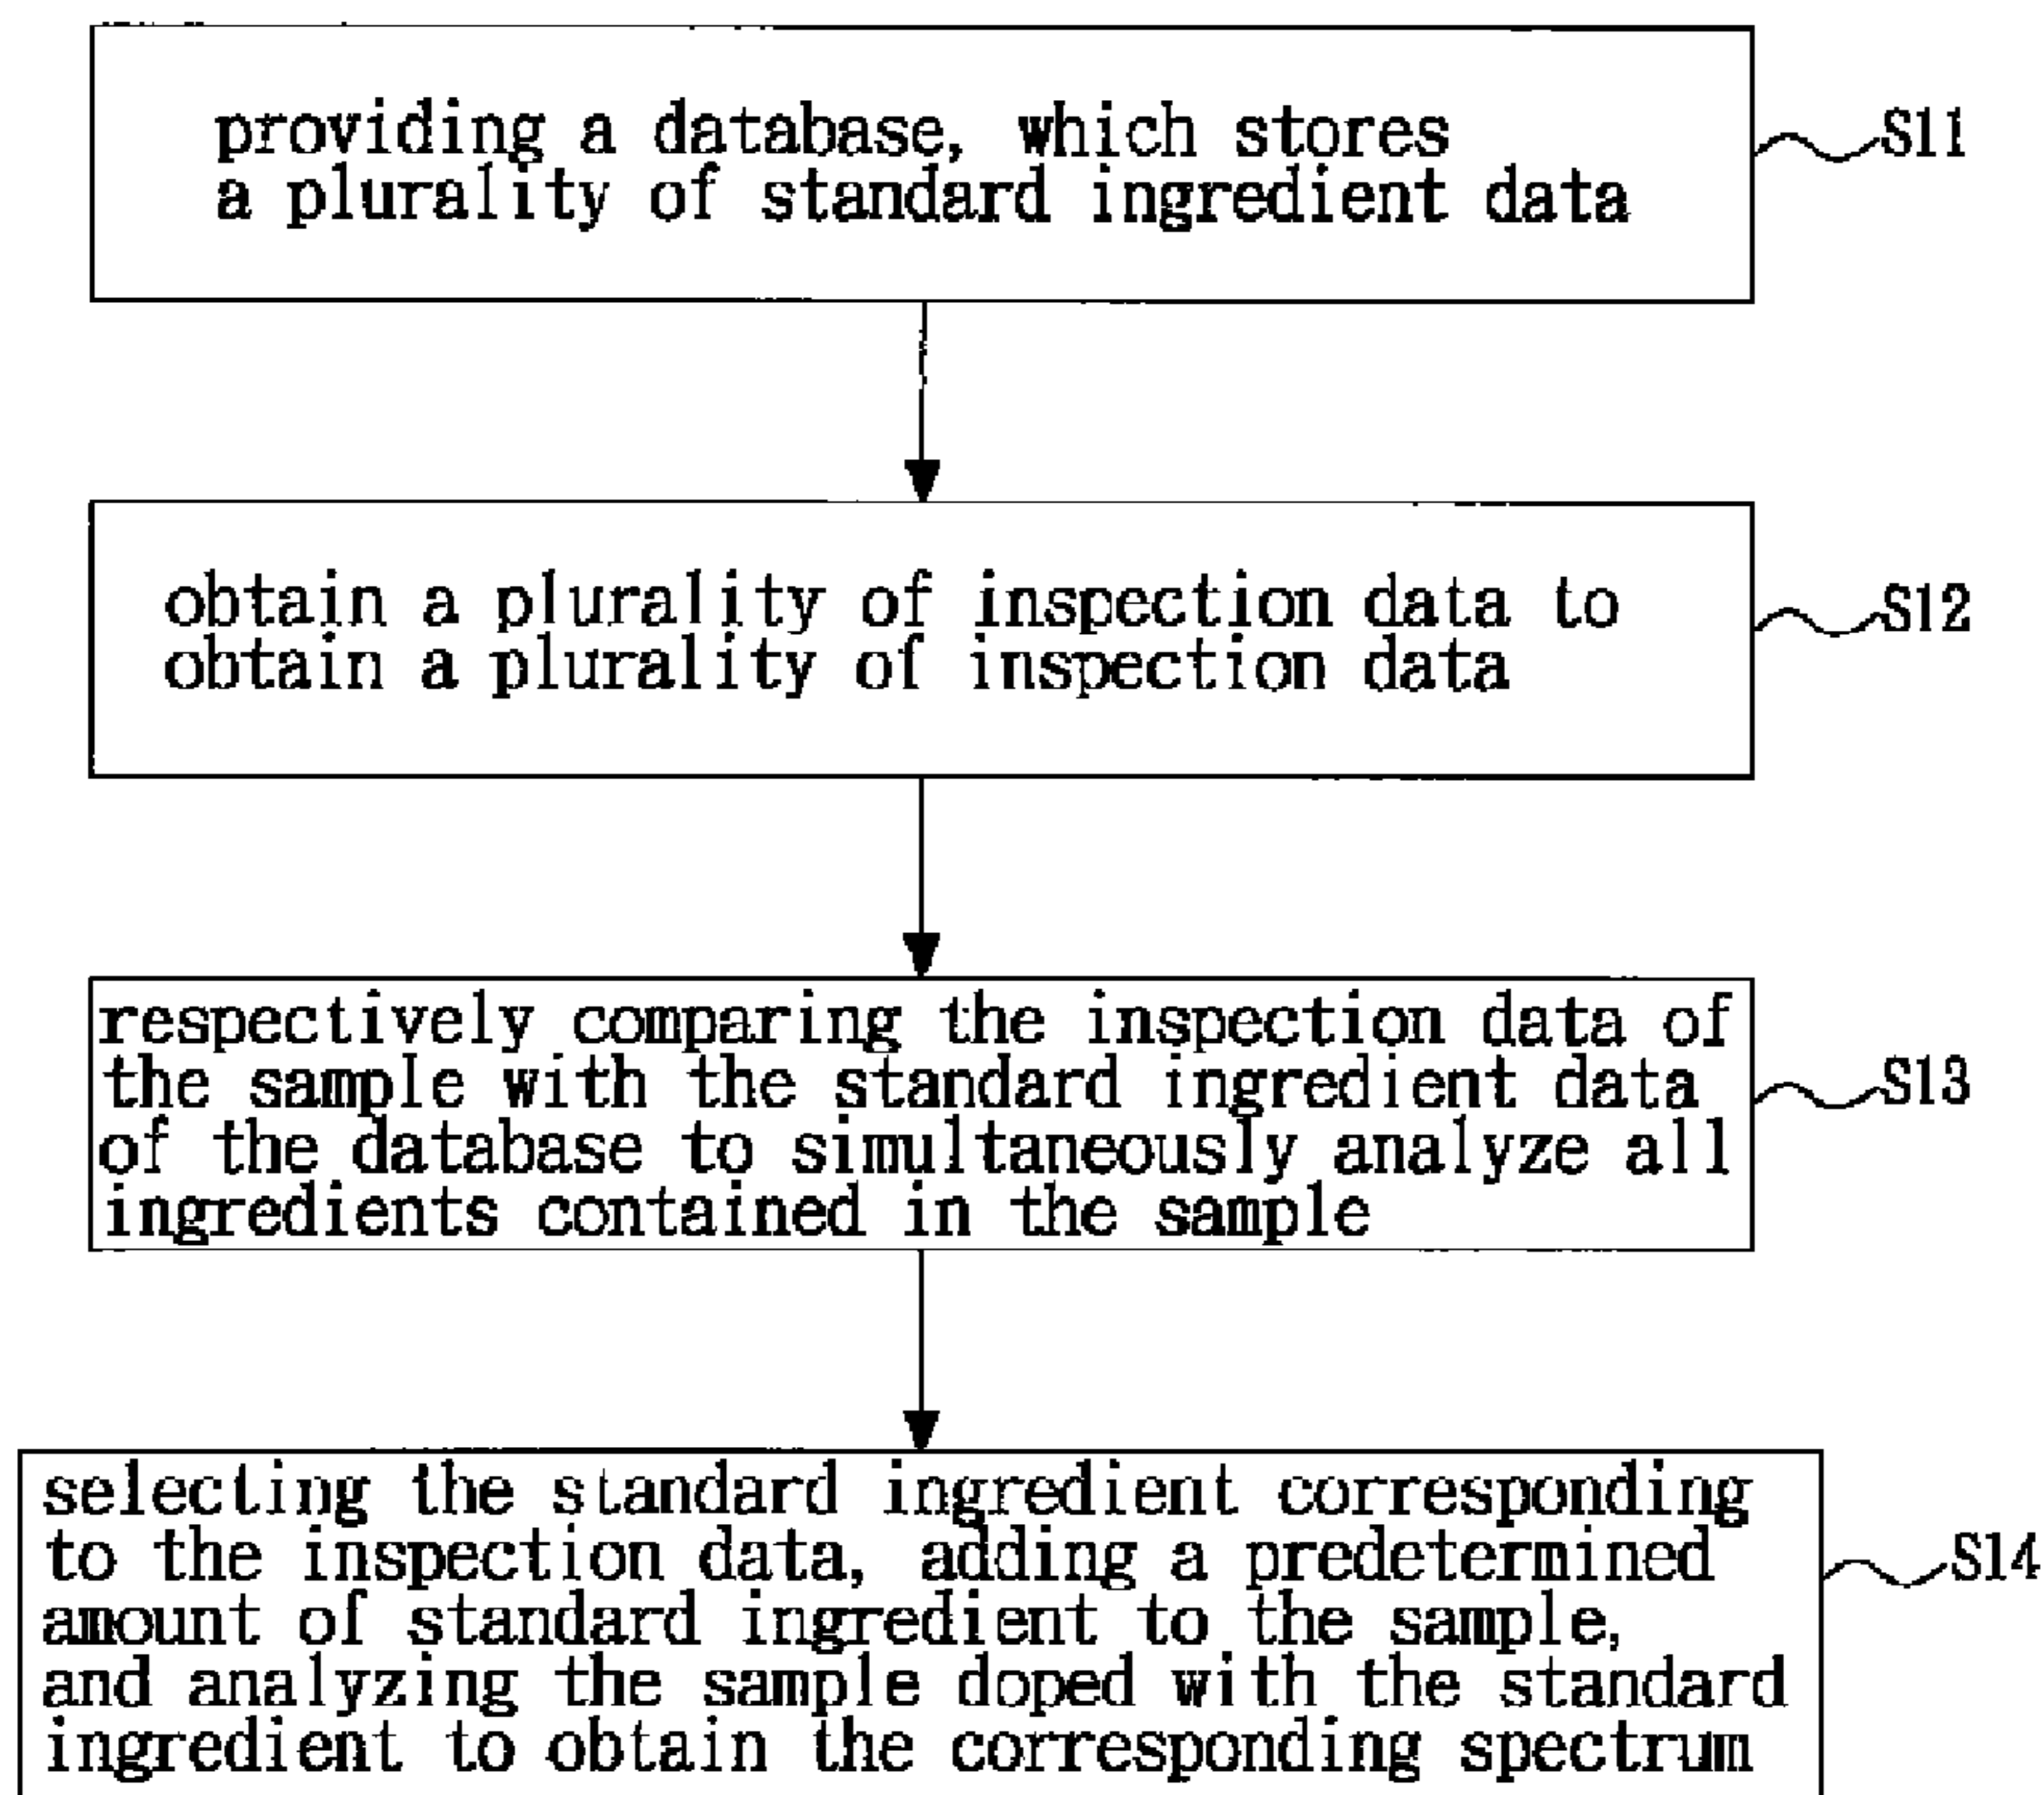 providing a database, which stores
a plurality of standard ingredient data
S11
obtain a plurality of inspection data to
obtain a plurality of inspection data
S12
respectively comparing the inspection data of
the sample with the standard ingredient data
of the database to simultaneously analyze all
ingredients contained in the sample
S13
selecting the standard ingredient corresponding
to the inspection data, adding a predetermined
amount of standard ingredient to the sample,
and analyzing the sample doped with the standard
ingredient to obtain the corresponding spectrum
S14